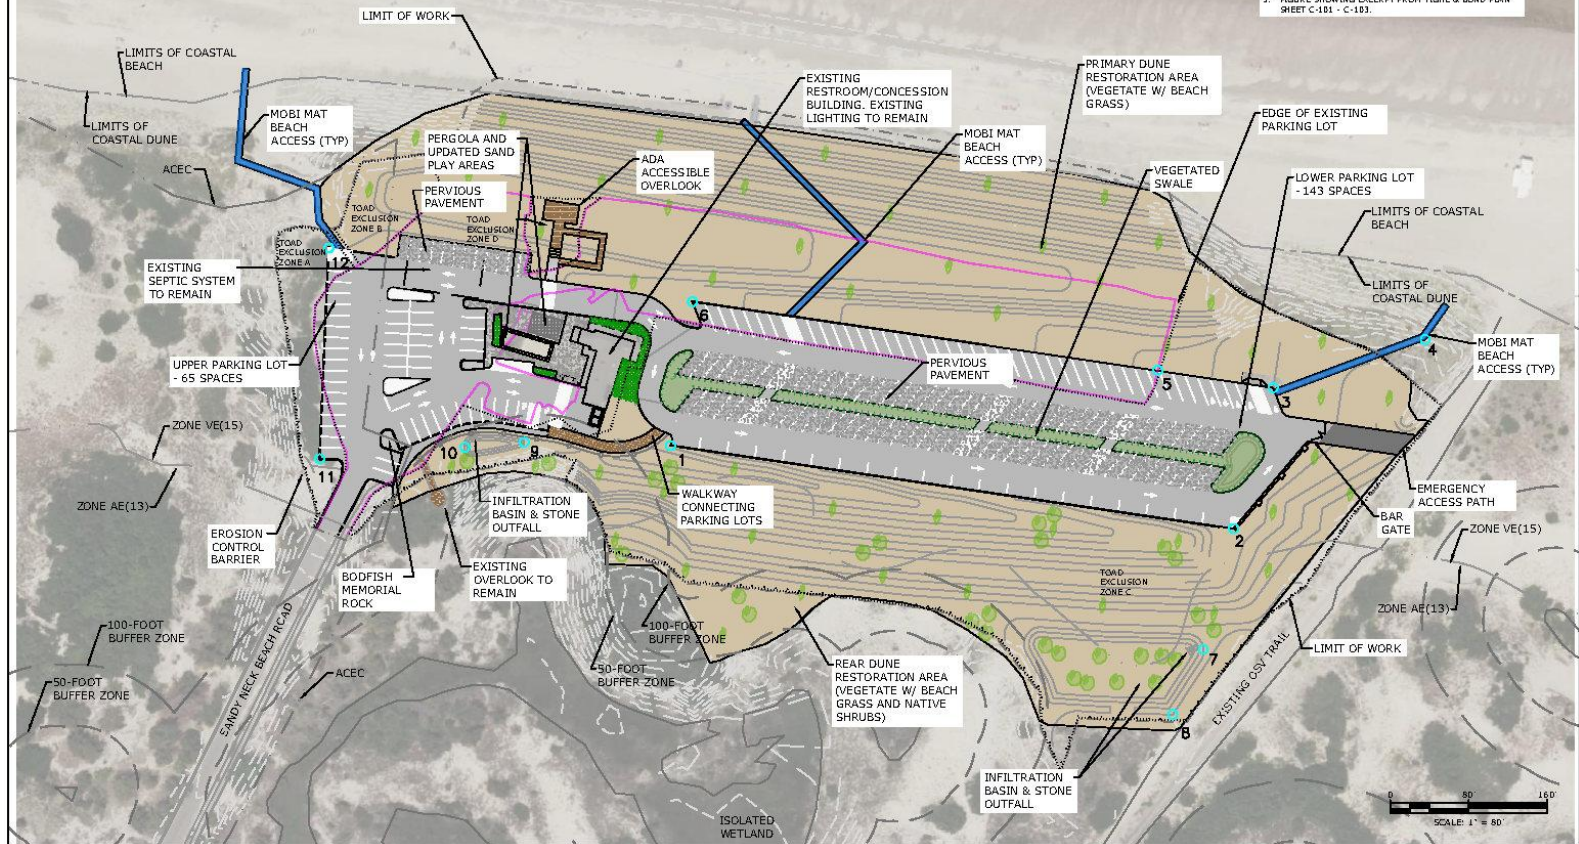 SHEET C-101 - C-103.
LIMIT OF WORK
LIMITS OF COASTAL
BEACH
LIMITS OF
COASTAL DUNE
MOBI MAT
BEACH
ACCESS (TYP)
ACEC
PERGOLA AND
UPDATED SAND
PLAY AREAS
PERVIOUS
PAVEMENT
ADA
ACCESSIBLE
OVERLOOK
EXISTING
RESTROOM/CONCESSION
BUILDING. EXISTING
LIGHTING TO REMAIN
MOBI MAT
BEACH
ACCESS (TYP)
PRIMARY DUNE
RESTORATION AREA
(VEGETATE W/ BEACH
GRASS)
EDGE OF EXISTING
PARKING LOT
VEGETATED
SWALE
LOWER PARKING LOT
- 143 SPACES
LIMITS OF COASTAL
BEACH
LIMITS OF
COASTAL DUNE
MOBI MAT
BEACH
ACCESS (TYP)
TOAD
EXCLUSION
ZONE B
TOAD
EXCLUSION
ZONE D
TOAD
EXCLUSION
ZONE A
EXISTING
SEPTIC SYSTEM
TO REMAIN
UPPER PARKING LOT
- 65 SPACES
PERVIOUS
PAVEMENT
12
6
5
3
4
11
10
9
1
2
7
8
ZONE VE(15)
ZONE AE(13)
EROSION
CONTROL
BARRIER
BODFISH
MEMORIAL
ROCK
INFILTRATION
BASIN & STONE
OUTFALL
EXISTING
OVERLOOK TO
REMAIN
WALKWAY
CONNECTING
PARKING LOTS
EMERGENCY
ACCESS PATH
BAR
GATE
ZONE VE(15)
ZONE AE(13)
TOAD
EXCLUSION
ZONE C
100-FOOT
BUFFER ZONE
50-FOOT
BUFFER ZONE
SANDY NECK BEACH ROAD
ACEC
100-FOOT
BUFFER ZONE
50-FOOT
BUFFER ZONE
REAR DUNE
RESTORATION AREA
(VEGETATE W/ BEACH
GRASS AND NATIVE
SHRUBS)
LIMIT OF WORK
EXISTING OSV TRAIL
INFILTRATION
BASIN & STONE
OUTFALL
ISOLATED
WETLAND
0 80' 160'
SCALE: 1" = 80'